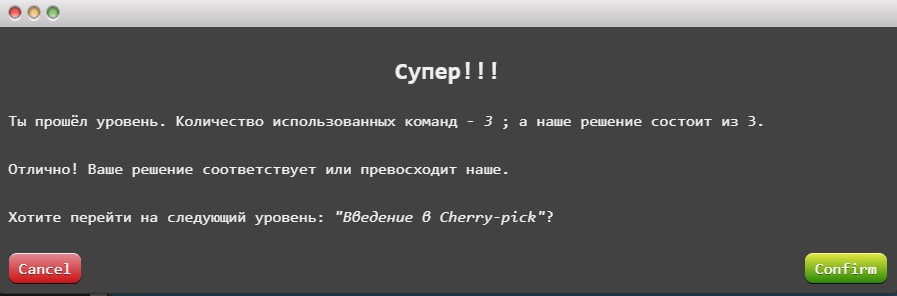 Супер!!!
Ты прошёл уровень. Количество использованных команд - 3 ; а наше решение состоит из 3.
Отлично! Ваше решение соответствует или превосходит наше.
Хотите перейти на следующий уровень: "Введение в Cherry-pick"?
Cancel
Confirm